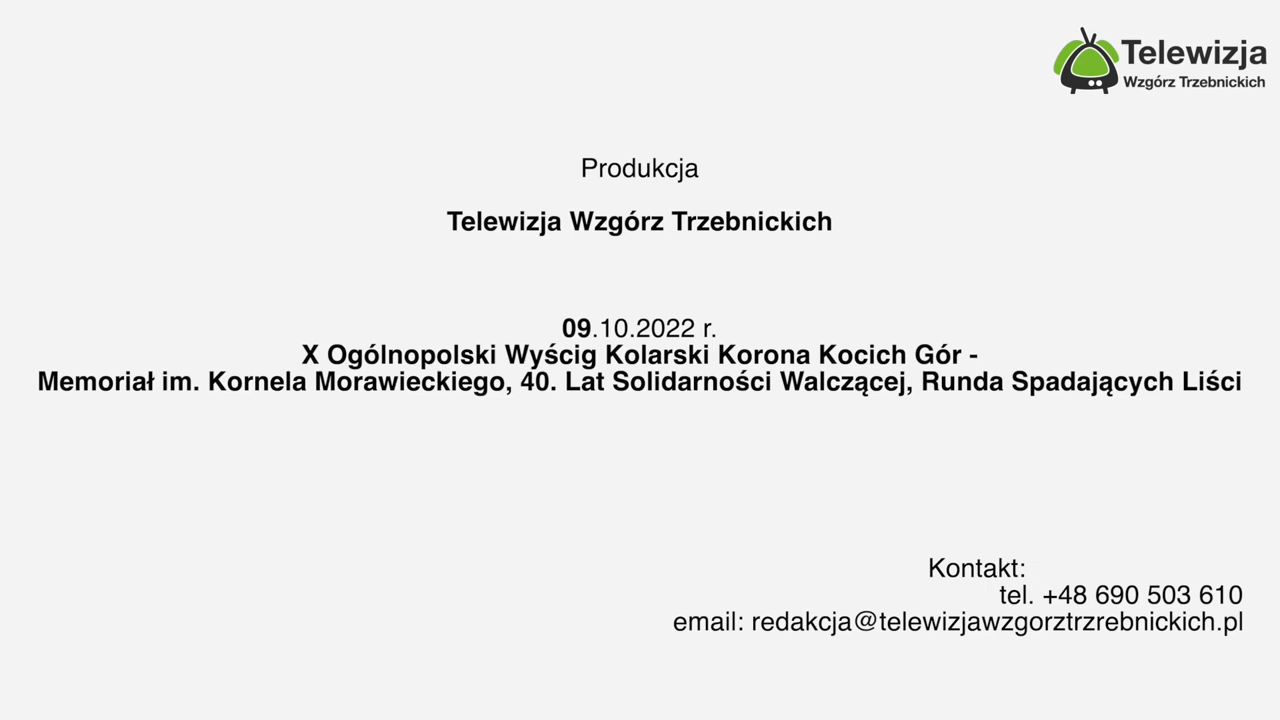 Telewizja
Wzgórz Trzebnickich
Produkcja
Telewizja Wzgórz Trzebnickich
09.10.2022 r.
X Ogólnopolski Wyścig Kolarski Korona Kocich Gór -
Memoriał im. Kornela Morawieckiego, 40. Lat Solidarności Walczącej, Runda Spadających Liści
Kontakt:
tel. +48 690 503 610
email: redakcja@telewizjawzgorztrzrebnickich.pl